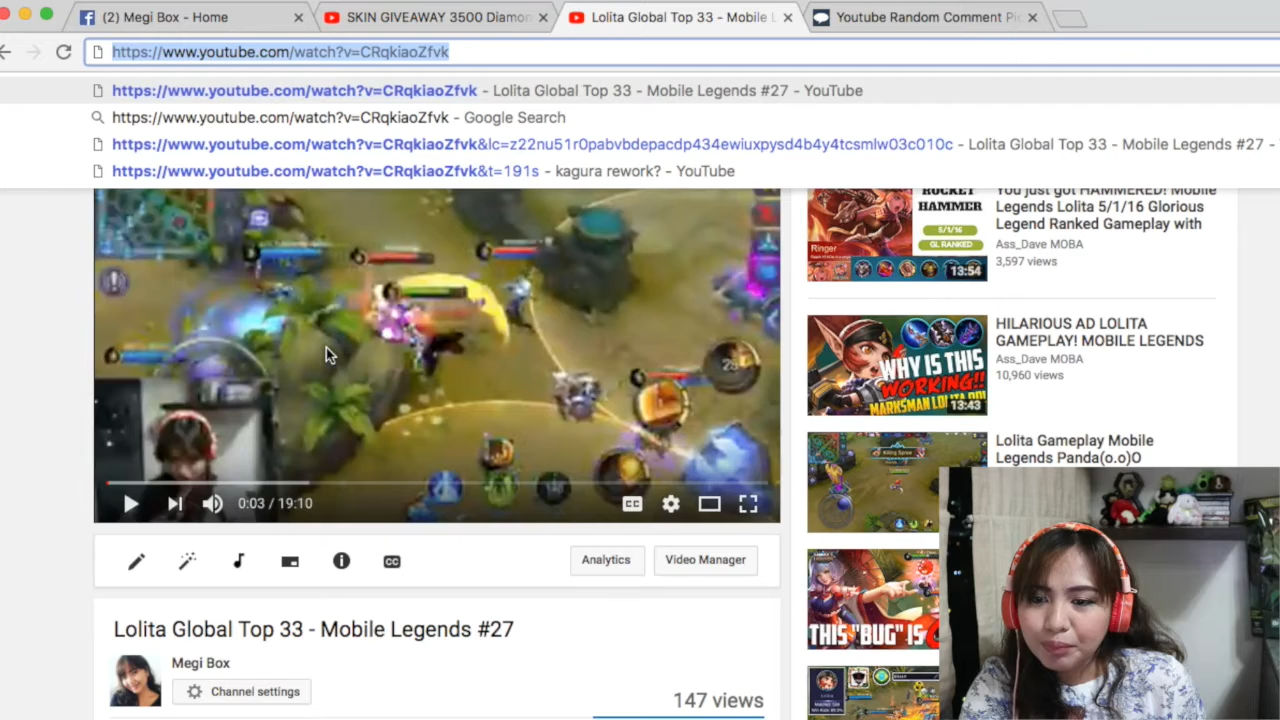 (2) Megi Box - Home
SKIN GIVEAWAY 3500 Diamon
Lolita Global Top 33 - Mobile L
Youtube Random Comment Pi
https://www.youtube.com/watch?v=CRqkiaoZfvk
https://www.youtube.com/watch?v=CRqkiaoZfvk - Lolita Global Top 33 - Mobile Legends #27 - YouTube
https://www.youtube.com/watch?v=CRqkiaoZfvk - Google Search
https://www.youtube.com/watch?v=CRqkiaoZfvk&lc=z22nu51r0pabvbdepacdp434ewiuxpysd4b4y4tcsmlw03c010c - Lolita Global Top 33 - Mobile Legends #27 -
https://www.youtube.com/watch?v=CRqkiaoZfvk&t=191s - kagura rework? - YouTube
ROCKET
HAMMER
5/1/16
GL RANKED
Ringer
13:54
You just got HAMMERED! Mobile
Legends Lolita 5/1/16 Glorious
Legend Ranked Gameplay with
Ass_Dave MOBA
3,597 views
WHY IS THIS
WORKING!!
MARKSMAN LOLITA
13:43
HILARIOUS AD LOLITA
GAMEPLAY! MOBILE LEGENDS
Ass_Dave MOBA
10,960 views
Killing Spree
Lolita Gameplay Mobile
Legends Panda(o.o)O
THIS "BUG" IS
0:03 / 19:10
CC
CC
Analytics
Video Manager
Lolita Global Top 33 - Mobile Legends #27
Megi Box
Channel settings
147 views